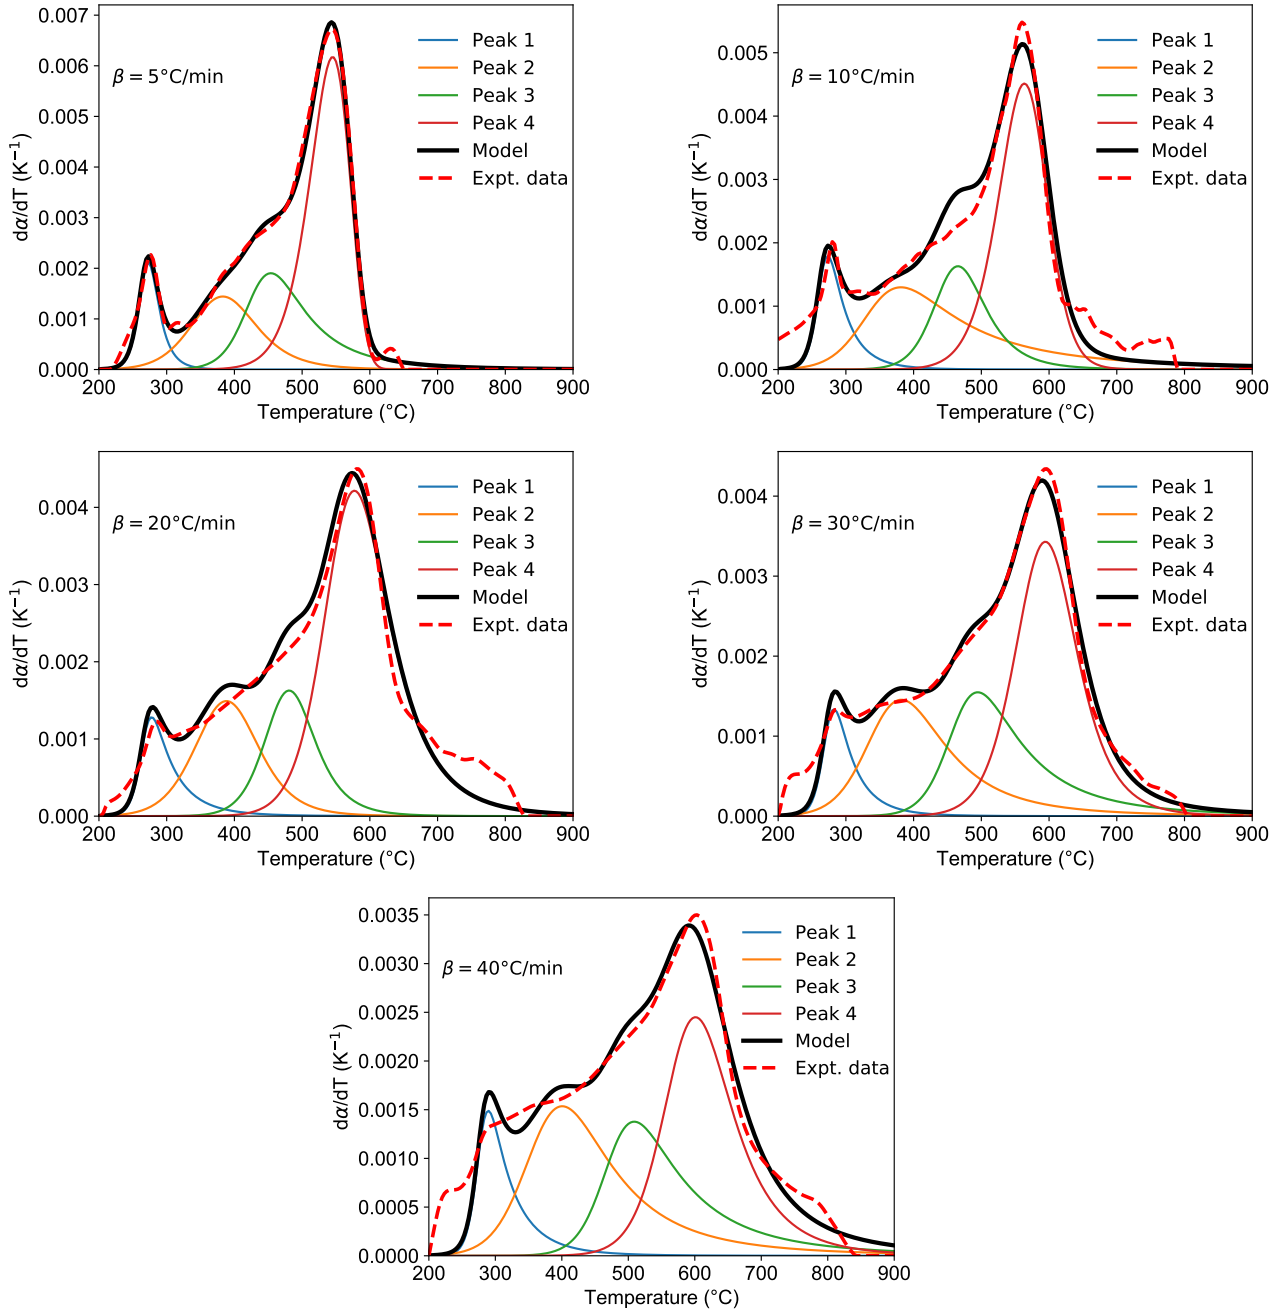 0.007
0.006
0.005
0.004
0.003
0.002
0.001
0.000
dα/dT (K⁻¹)
β = 5°C/min
Peak 1
Peak 2
Peak 3
Peak 4
Model
Expt. data
200 300 400 500 600 700 800 900
Temperature (°C)
0.005
0.004
0.003
0.002
0.001
0.000
dα/dT (K⁻¹)
β = 10°C/min
Peak 1
Peak 2
Peak 3
Peak 4
Model
Expt. data
200 300 400 500 600 700 800 900
Temperature (°C)
0.004
0.003
0.002
0.001
0.000
dα/dT (K⁻¹)
β = 20°C/min
Peak 1
Peak 2
Peak 3
Peak 4
Model
Expt. data
200 300 400 500 600 700 800 900
Temperature (°C)
0.004
0.003
0.002
0.001
0.000
dα/dT (K⁻¹)
β = 30°C/min
Peak 1
Peak 2
Peak 3
Peak 4
Model
Expt. data
200 300 400 500 600 700 800 900
Temperature (°C)
0.0035
0.0030
0.0025
0.0020
0.0015
0.0010
0.0005
0.0000
dα/dT (K⁻¹)
β = 40°C/min
Peak 1
Peak 2
Peak 3
Peak 4
Model
Expt. data
200 300 400 500 600 700 800 900
Temperature (°C)